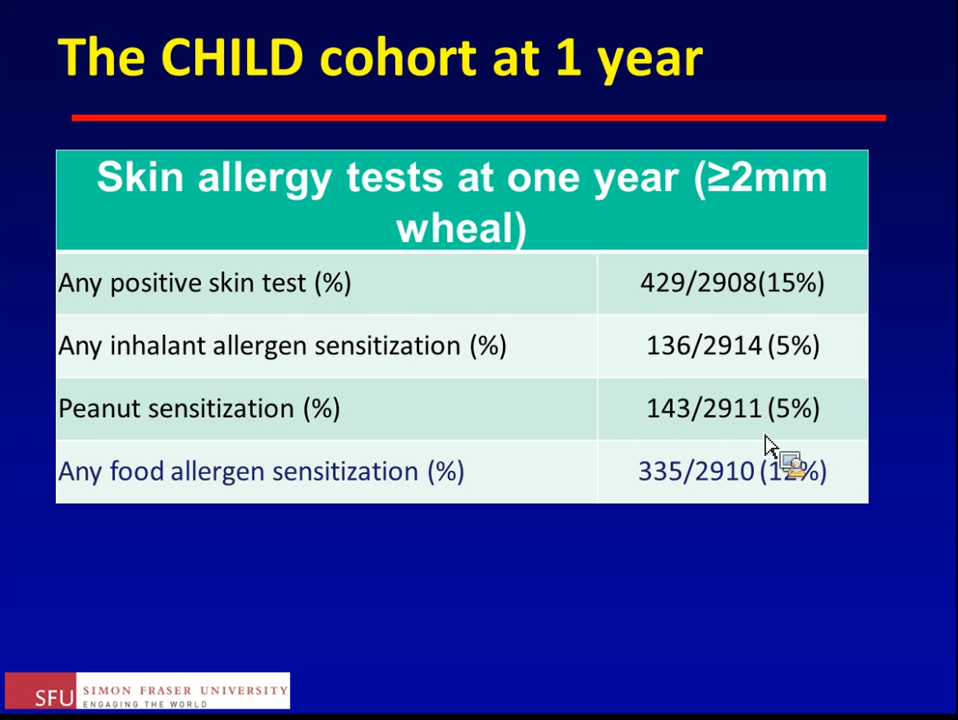 The CHILD cohort at 1 year
Skin allergy tests at one year (≥2mm
wheal)
Any positive skin test (%) 429/2908(15%)
Any inhalant allergen sensitization (%) 136/2914 (5%)
Peanut sensitization (%) 143/2911 (5%)
Any food allergen sensitization (%) 335/2910 (12%)
SFU SIMON FRASER UNIVERSITY
ENGAGING THE WORLD